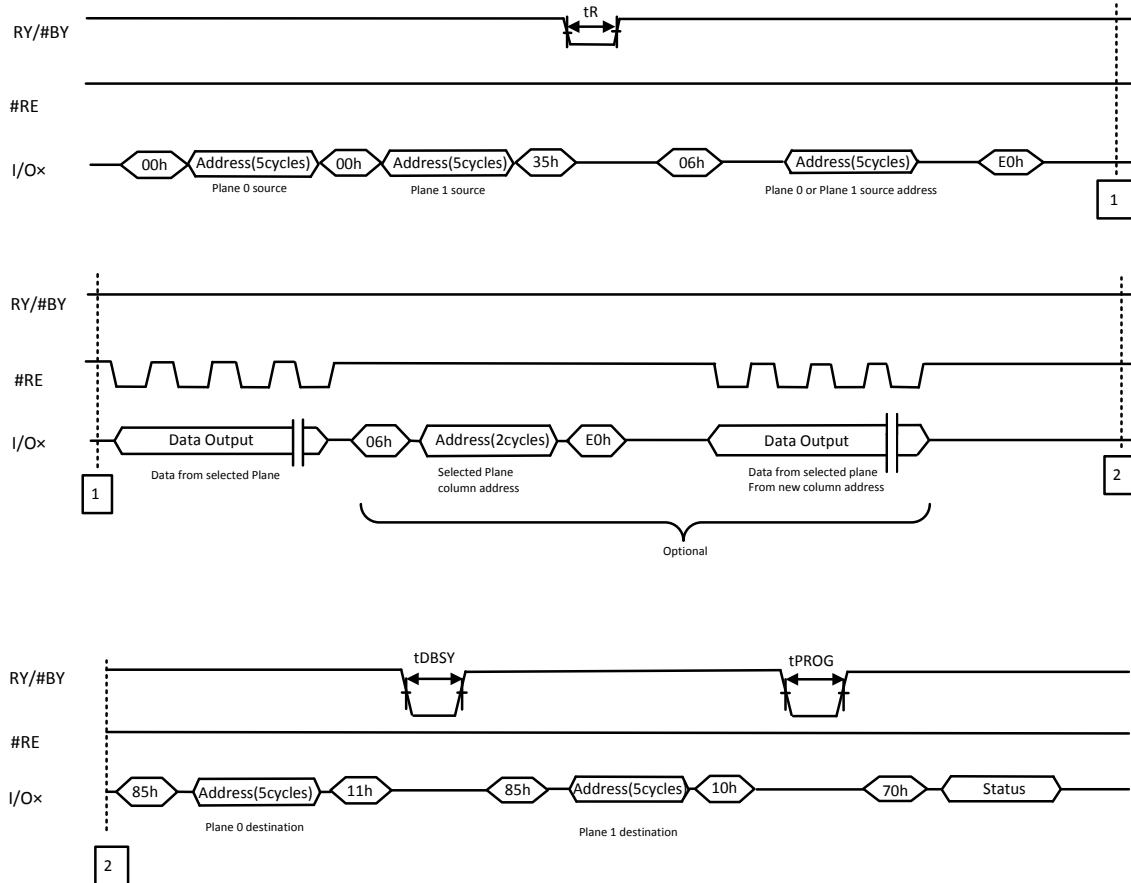 RY/#BY
tR
#RE
I/O×
00h
Address(5cycles)
00h
Address(5cycles)
35h
06h
Address(5cycles)
E0h
Plane 0 source
Plane 1 source
Plane 0 or Plane 1 source address
1
RY/#BY
#RE
I/O×
Data Output
06h
Address(2cycles)
E0h
Data Output
Data from selected Plane
Selected Plane
column address
Data from selected plane
From new column address
1
2
Optional
RY/#BY
tDBSY
tPROG
#RE
I/O×
85h
Address(5cycles)
11h
85h
Address(5cycles)
10h
70h
Status
Plane 0 destination
Plane 1 destination
2